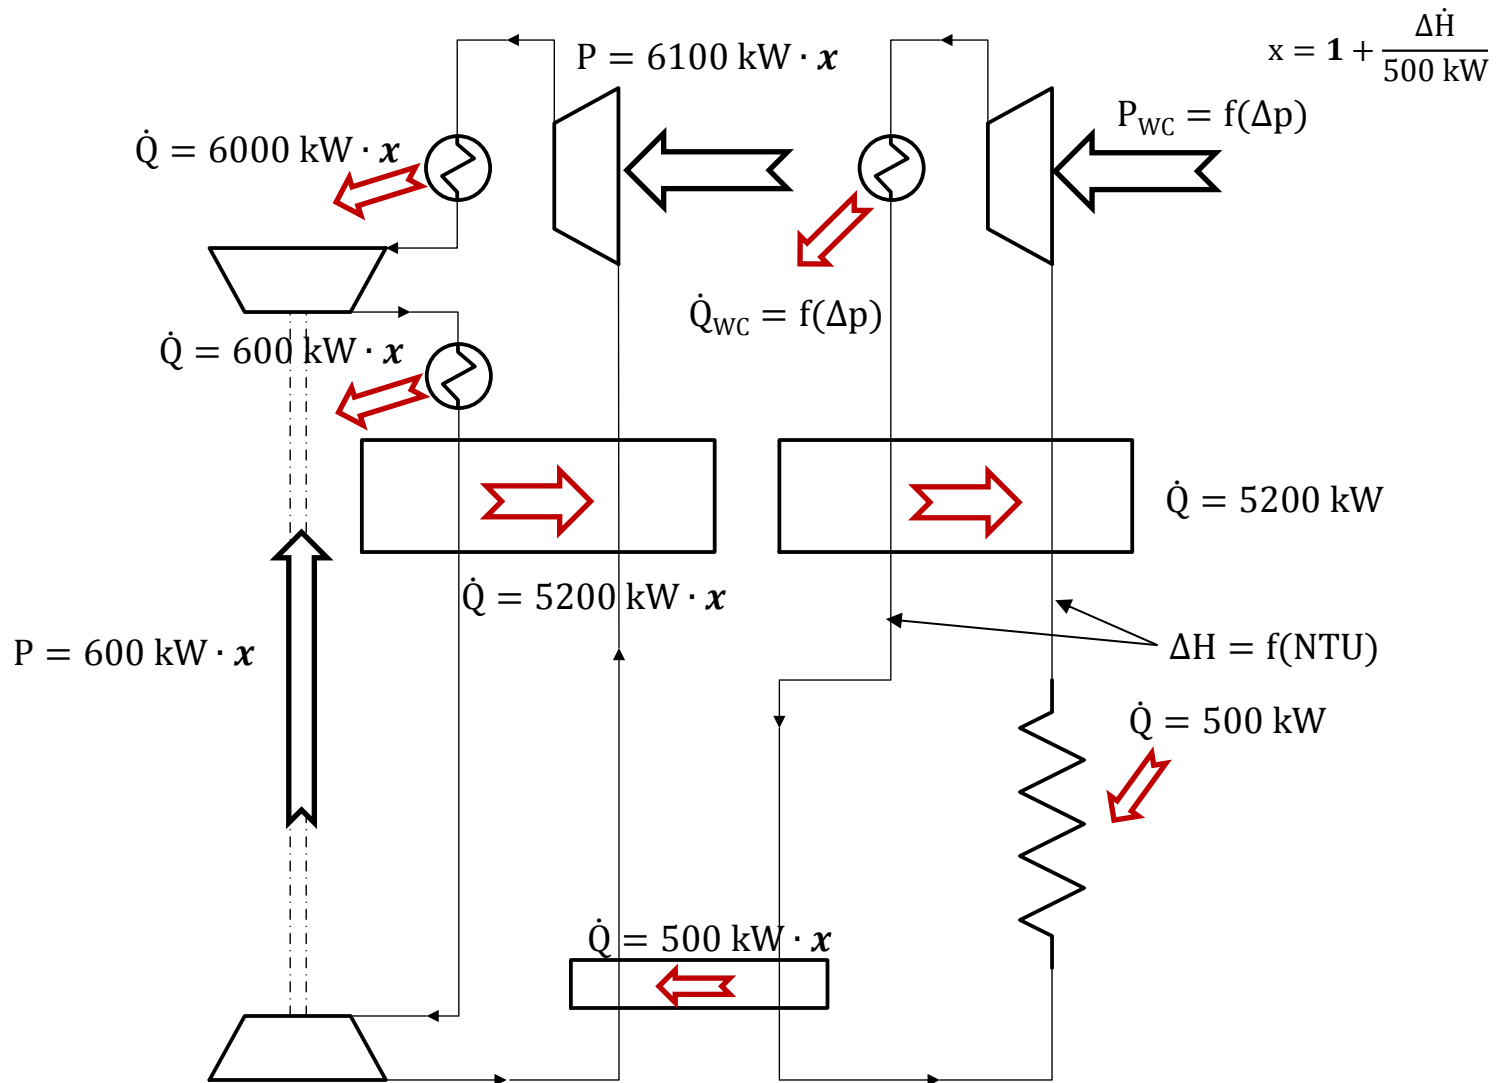 P = 6100 kW · x
x = 1 + ΔḢ / 500 kW
P_WC = f(Δp)
Q̇ = 6000 kW · x
Q̇_WC = f(Δp)
Q̇ = 600 kW · x
Q̇ = 5200 kW
Q̇ = 5200 kW · x
P = 600 kW · x
ΔH = f(NTU)
Q̇ = 500 kW
Q̇ = 500 kW · x